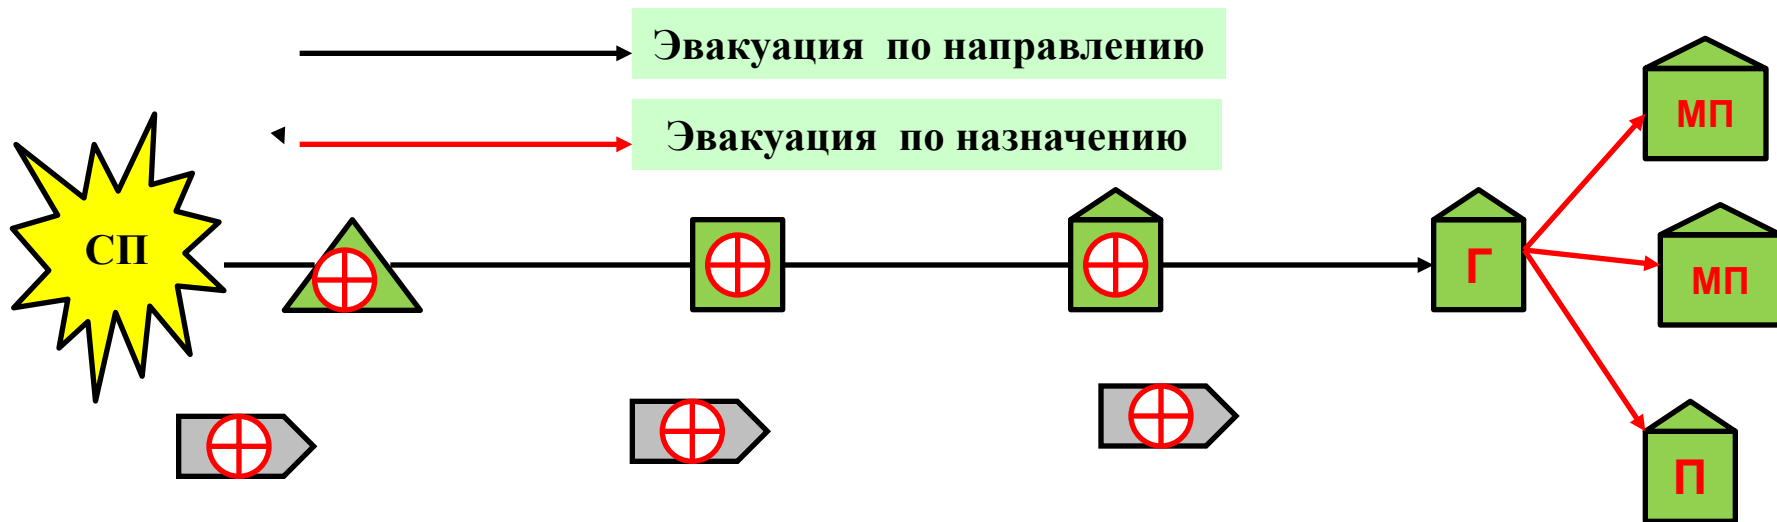 Эвакуация по направлению
Эвакуация по назначению
МП
СП
Г
МП
П